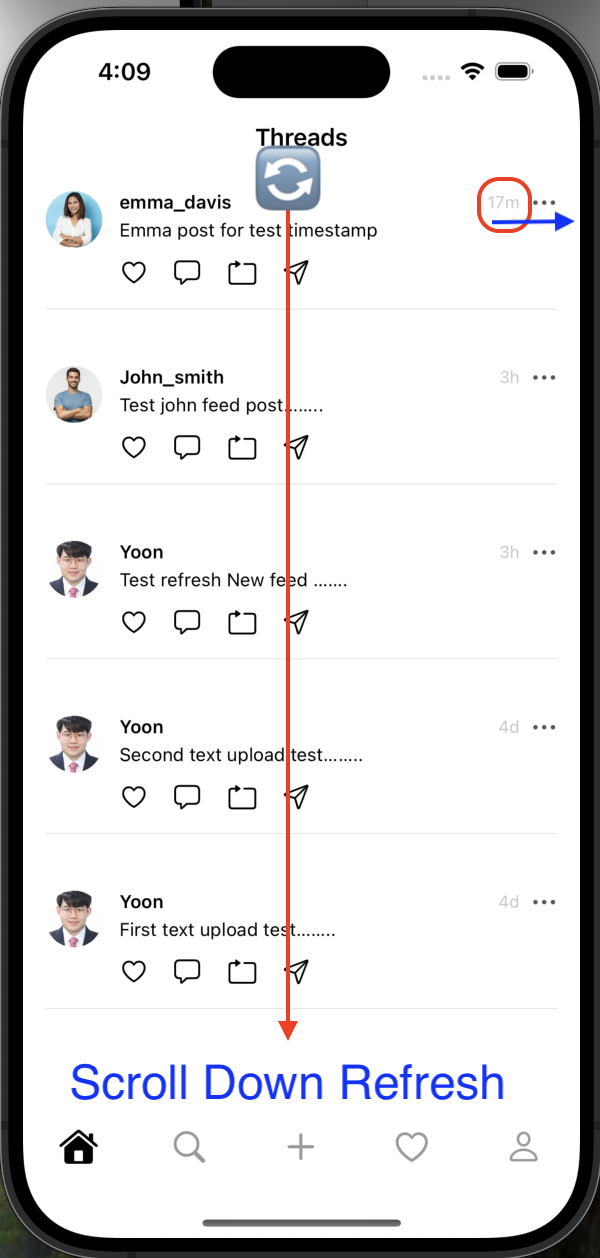 4:09
Threads
emma_davis 17m
Emma post for test timestamp
John_smith 3h
Test john feed post........
Yoon 3h
Test refresh New feed .......
Yoon 4d
Second text upload test........
Yoon 4d
First text upload test........
Scroll Down Refresh